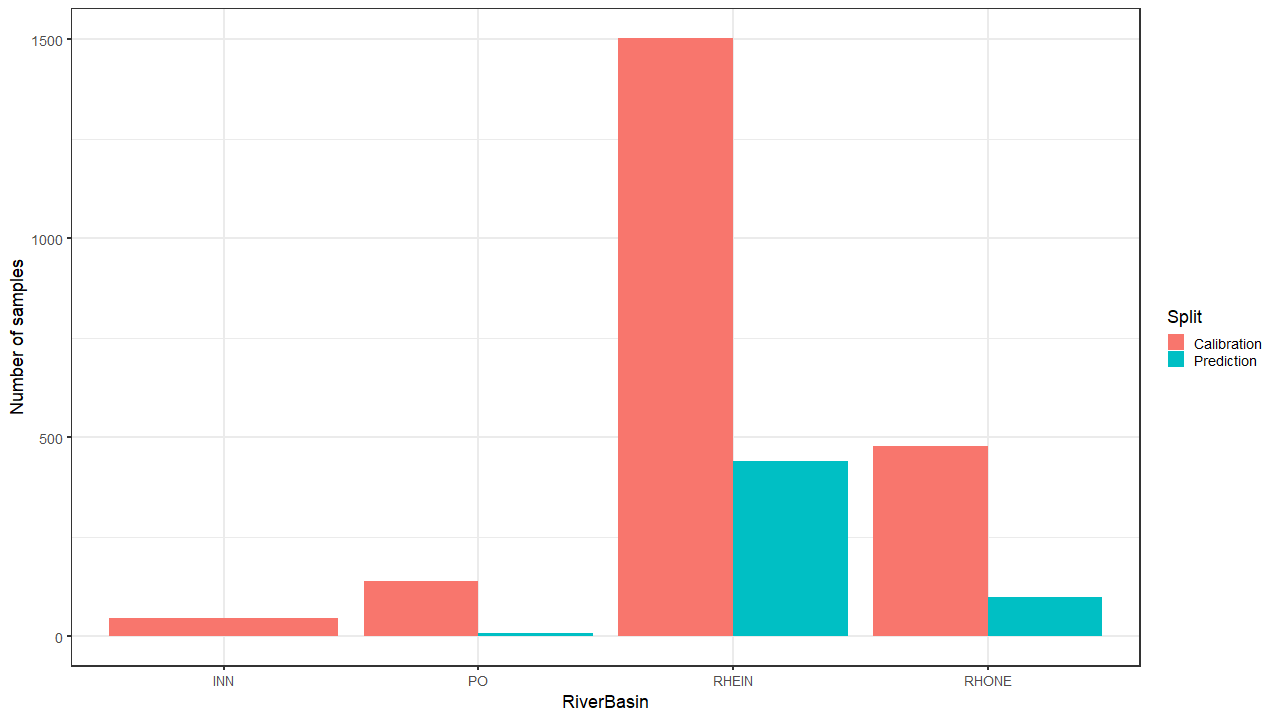 1500
1000
500
0
Number of samples
INN
PO
RHEIN
RHONE
RiverBasin
Split
Calibration
Prediction